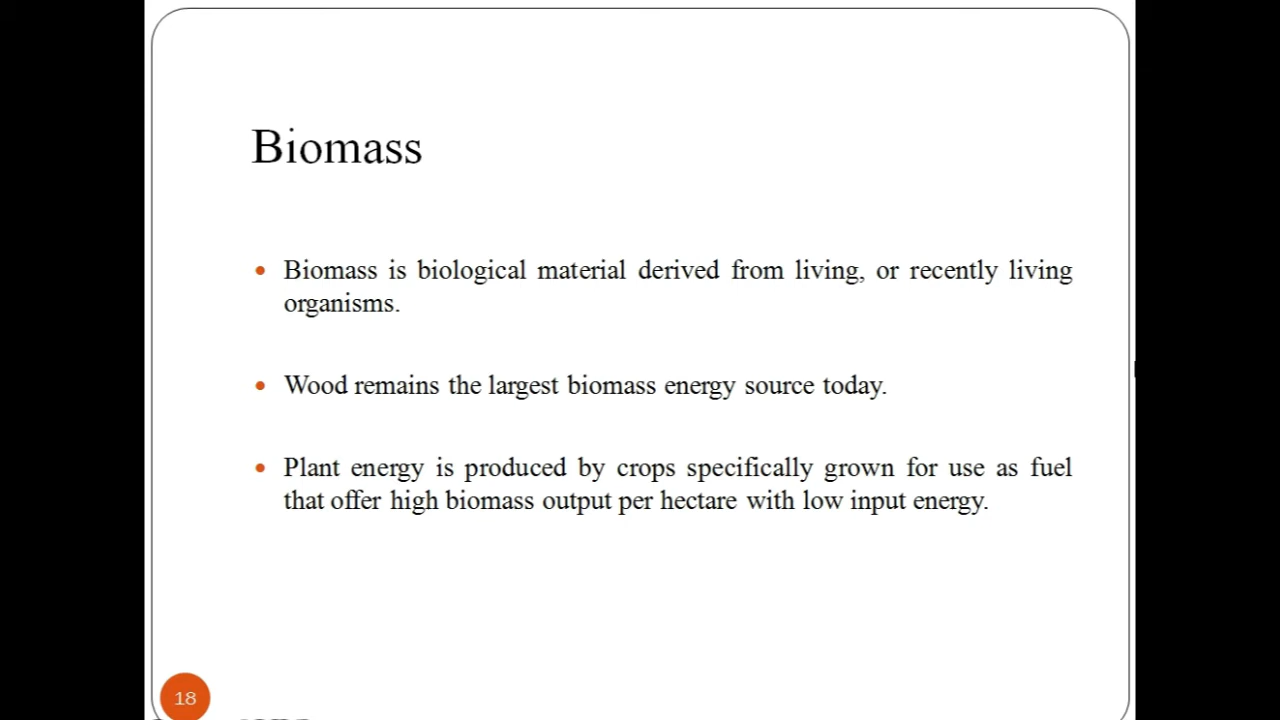 Biomass
• Biomass is biological material derived from living, or recently living
organisms.
• Wood remains the largest biomass energy source today.
• Plant energy is produced by crops specifically grown for use as fuel
that offer high biomass output per hectare with low input energy.
18